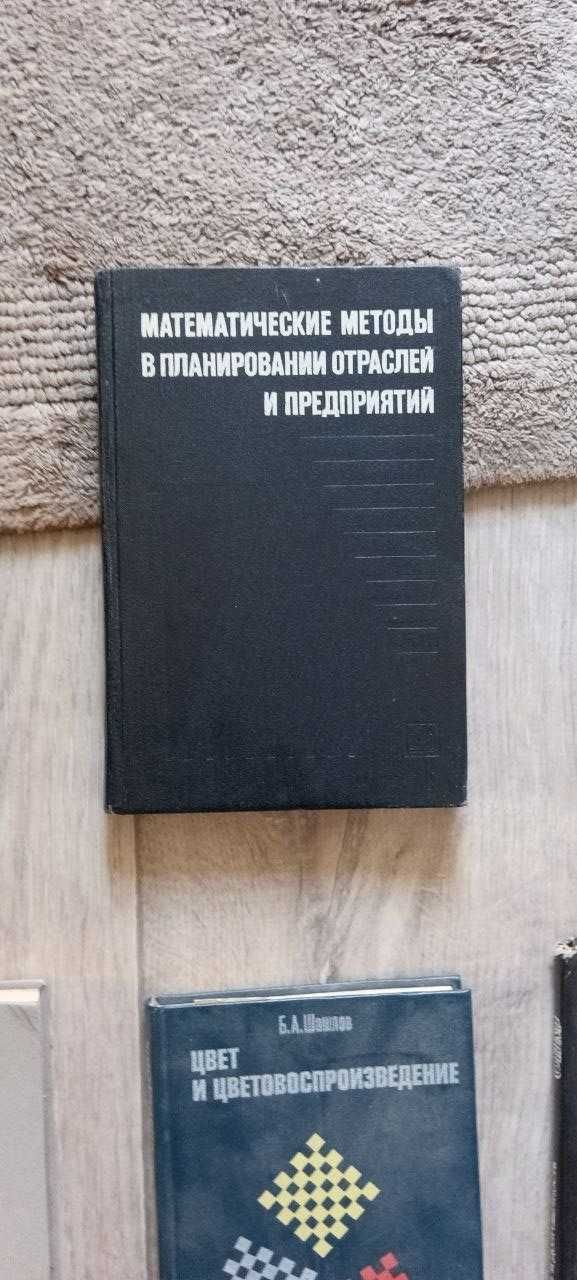 МАТЕМАТИЧЕСКИЕ МЕТОДЫ
В ПЛАНИРОВАНИИ ОТРАСЛЕЙ
И ПРЕДПРИЯТИЙ
Б.А.Шашлов
ЦВЕТ
И ЦВЕТОВОСПРОИЗВЕДЕНИЕ